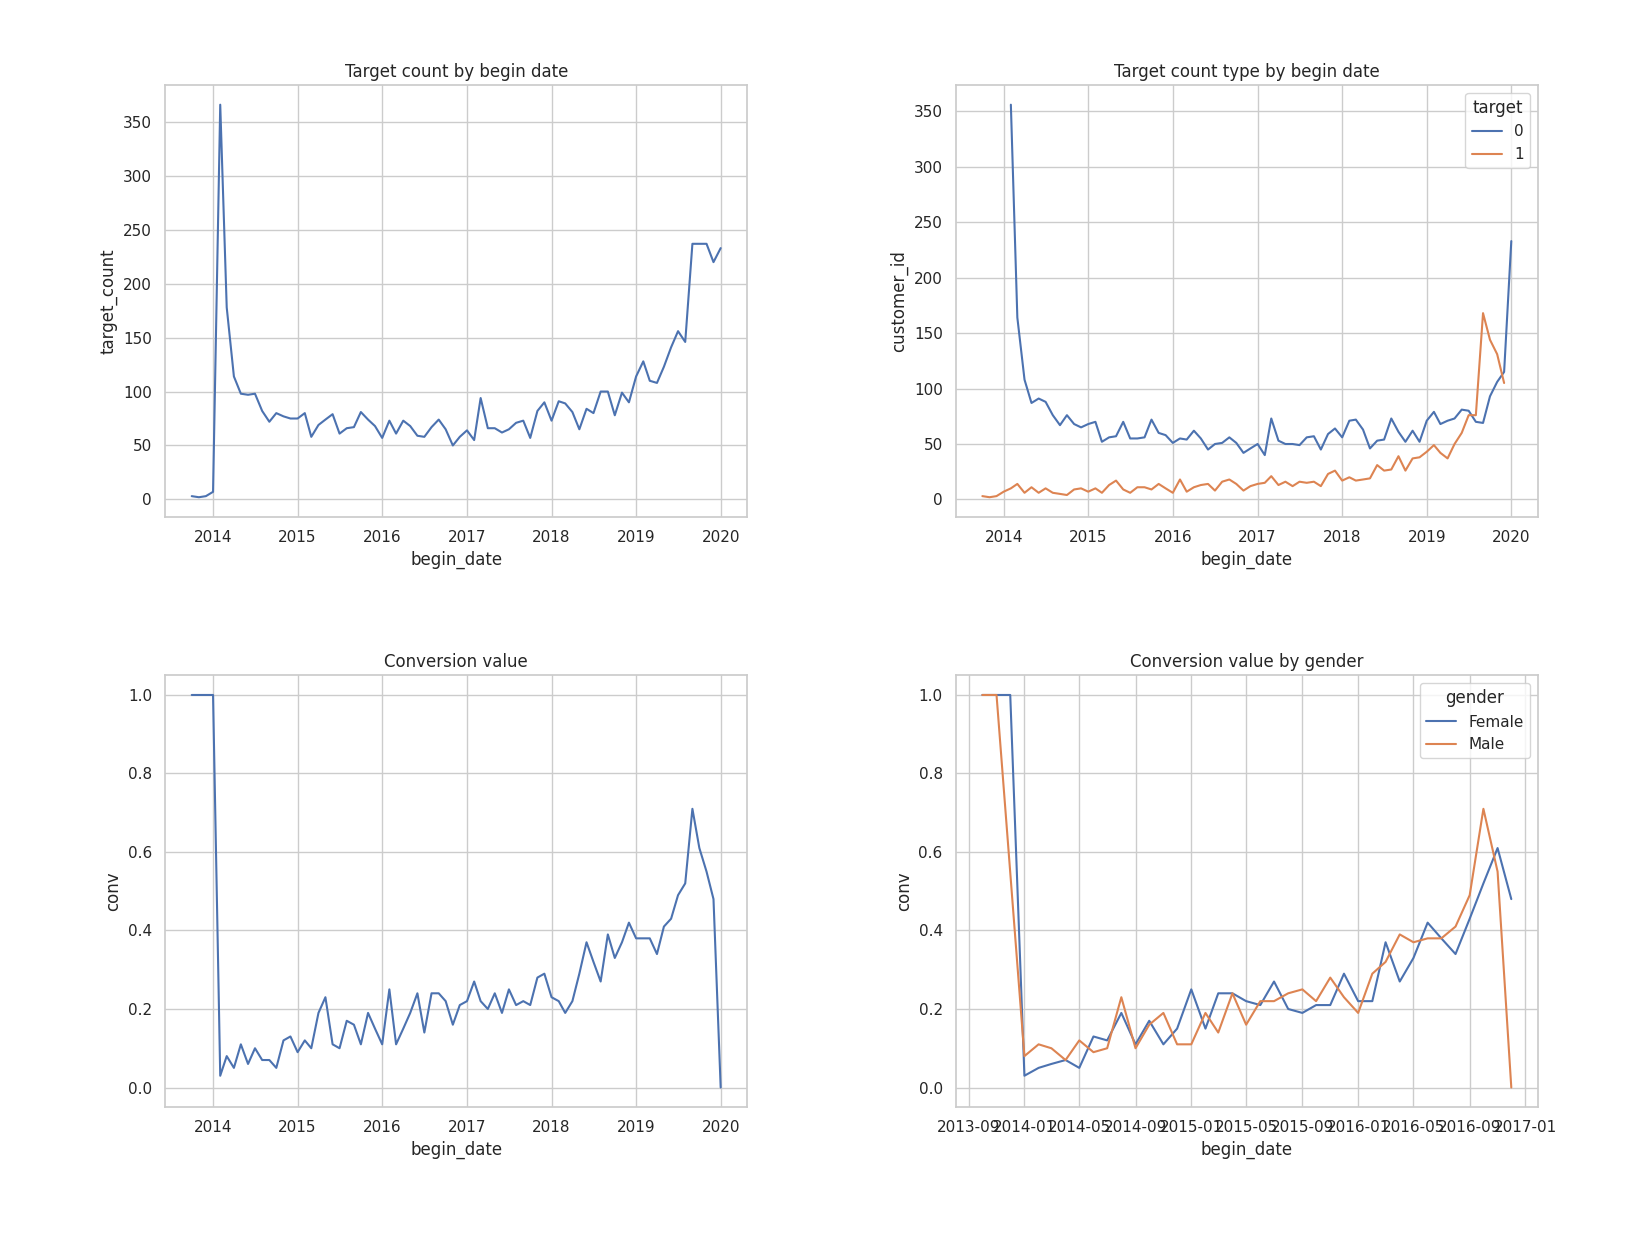 Target count by begin date
target_count
350
300
250
200
150
100
50
0
2014 2015 2016 2017 2018 2019 2020
begin_date
Target count type by begin date
customer_id
350
300
250
200
150
100
50
0
target
0
1
2014 2015 2016 2017 2018 2019 2020
begin_date
Conversion value
conv
1.0
0.8
0.6
0.4
0.2
0.0
2014 2015 2016 2017 2018 2019 2020
begin_date
Conversion value by gender
conv
1.0
0.8
0.6
0.4
0.2
0.0
gender
Female
Male
2013-09 2014-01 2014-05 2014-09 2015-01 2015-05 2015-09 2016-01 2016-05 2016-09 2017-01
begin_date